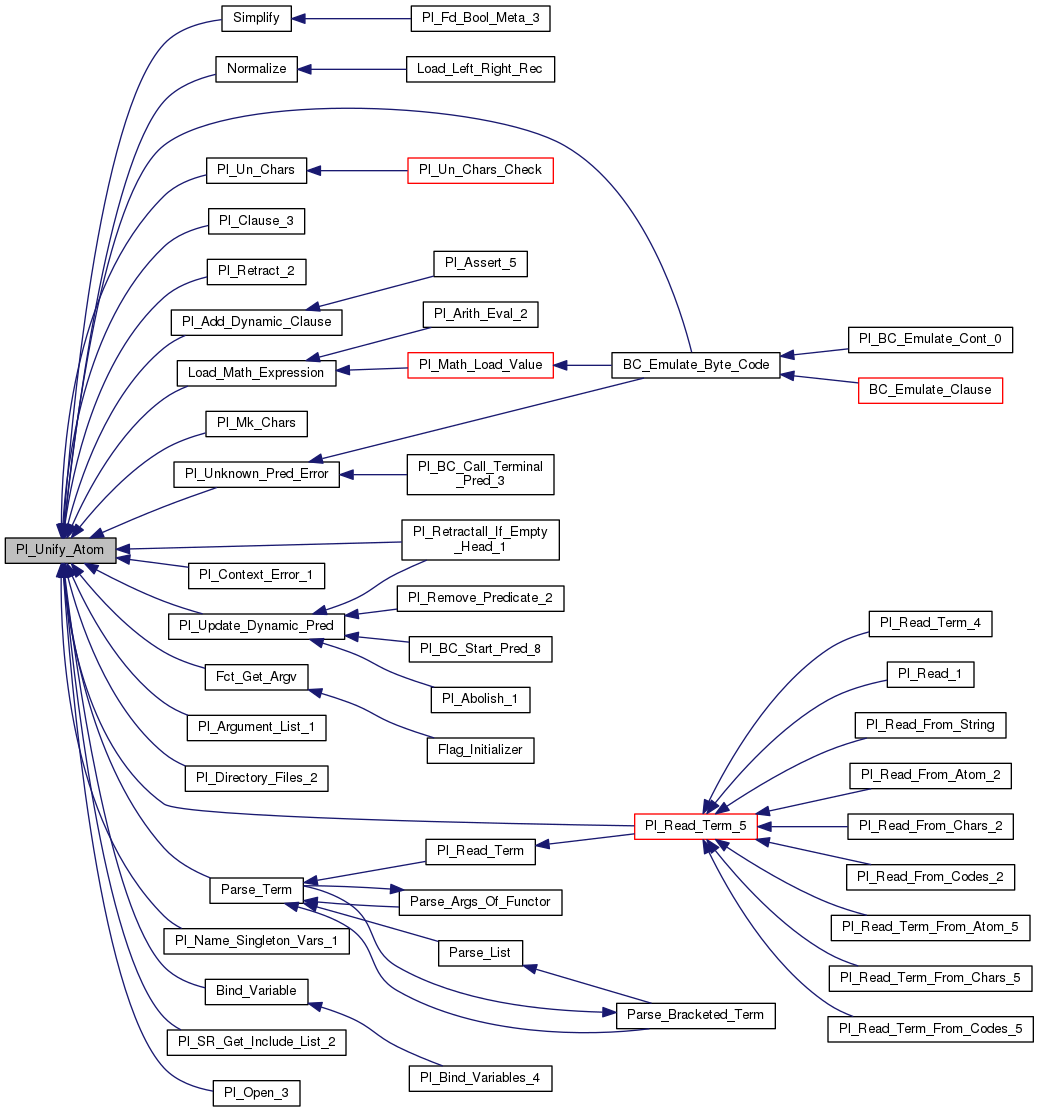 Simplify
Pl_Fd_Bool_Meta_3
Normalize
Load_Left_Right_Rec
Pl_Un_Chars
Pl_Un_Chars_Check
Pl_Clause_3
Pl_Retract_2
Pl_Assert_5
Pl_Add_Dynamic_Clause
Pl_Arith_Eval_2
Load_Math_Expression
Pl_Math_Load_Value
BC_Emulate_Byte_Code
Pl_BC_Emulate_Cont_0
BC_Emulate_Clause
Pl_Mk_Chars
Pl_Unknown_Pred_Error
Pl_BC_Call_Terminal
_Pred_3
Pl_Unify_Atom
Pl_Retractall_If_Empty
_Head_1
Pl_Context_Error_1
Pl_Remove_Predicate_2
Pl_Update_Dynamic_Pred
Pl_BC_Start_Pred_8
Pl_Abolish_1
Fct_Get_Argv
Flag_Initializer
Pl_Argument_List_1
Pl_Directory_Files_2
Pl_Read_Term_4
Pl_Read_1
Pl_Read_From_String
Pl_Read_From_Atom_2
Pl_Read_Term_5
Pl_Read_From_Chars_2
Pl_Read_Term
Pl_Read_From_Codes_2
Parse_Term
Parse_Args_Of_Functor
Pl_Read_Term_From_Atom_5
Pl_Name_Singleton_Vars_1
Parse_List
Pl_Read_Term_From_Chars_5
Bind_Variable
Parse_Bracketed_Term
Pl_Read_Term_From_Codes_5
Pl_SR_Get_Include_List_2
Pl_Bind_Variables_4
Pl_Open_3